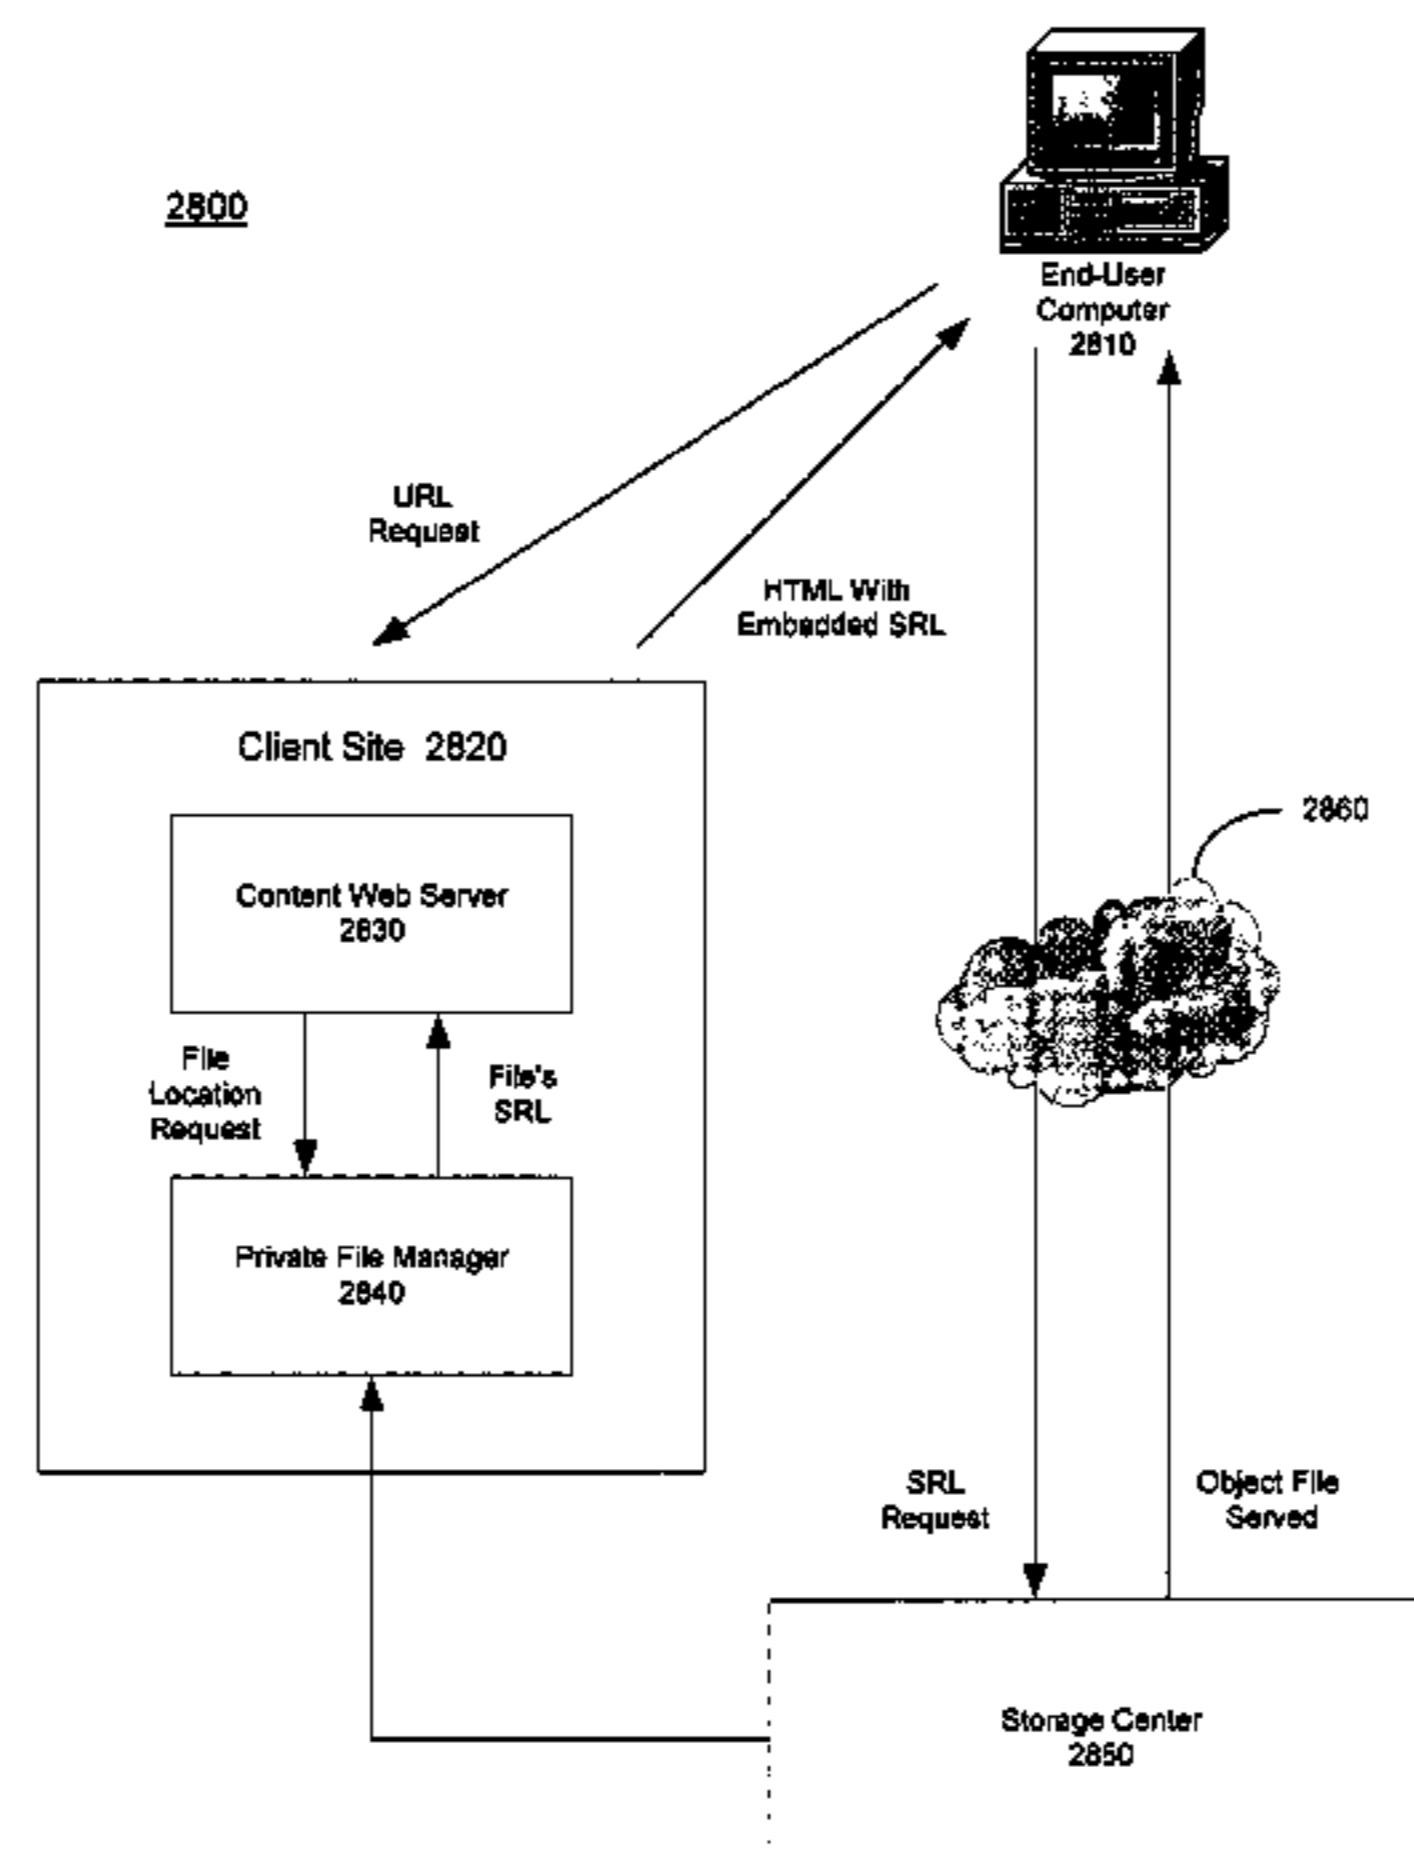 2800
End-User
Computer
2810
URL
Request
HTML With
Embedded SRL
Client Site 2820
2860
Content Web Server
2830
File
Location
Request
File's
SRL
Private File Manager
2840
SRL
Request
Object File
Served
Storage Center
2850